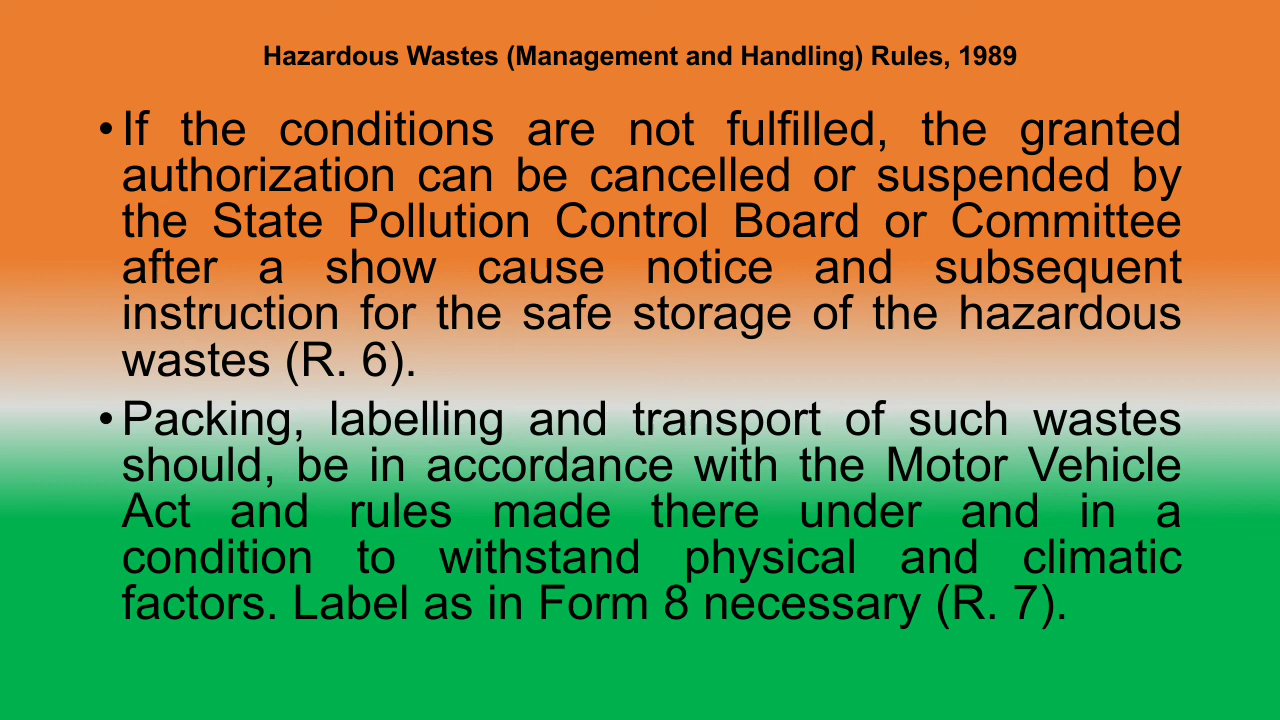 Hazardous Wastes (Management and Handling) Rules, 1989
• If the conditions are not fulfilled, the granted
authorization can be cancelled or suspended by
the State Pollution Control Board or Committee
after a show cause notice and subsequent
instruction for the safe storage of the hazardous
wastes (R. 6).
• Packing, labelling and transport of such wastes
should, be in accordance with the Motor Vehicle
Act and rules made there under and in a
condition to withstand physical and climatic
factors. Label as in Form 8 necessary (R. 7).